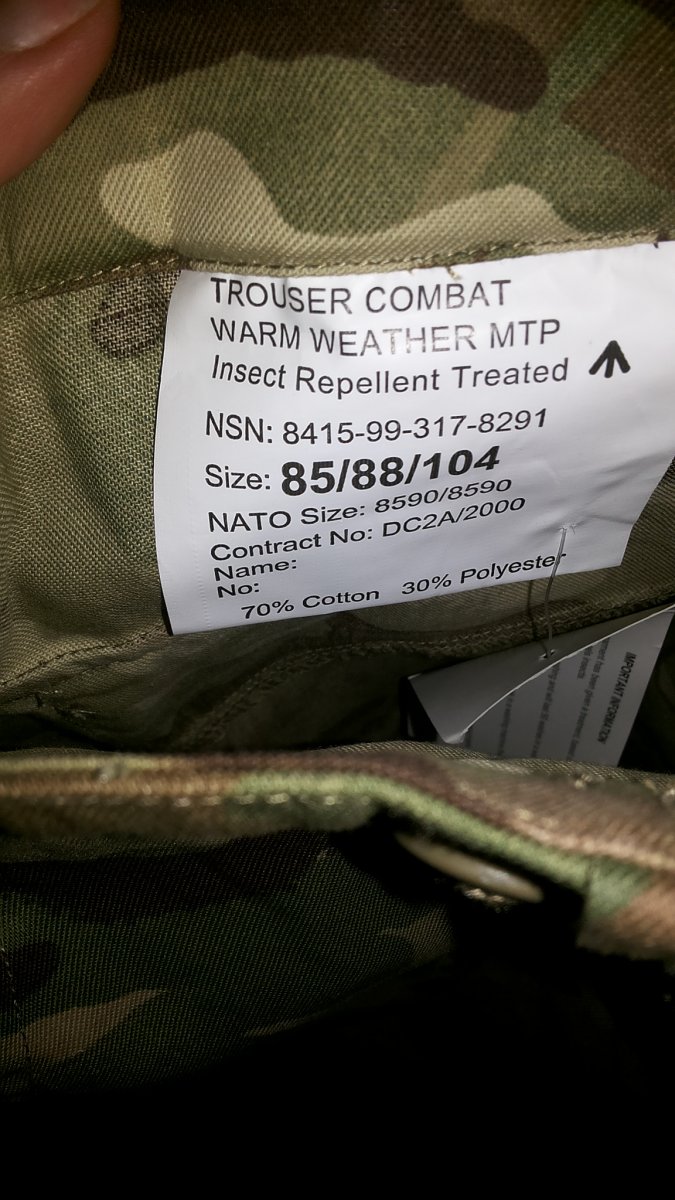 TROUSER COMBAT
WARM WEATHER MTP
Insect Repellent Treated
NSN: 8415-99-317-8291
Size: 85/88/104
NATO Size: 8590/8590
Contract No: DC2A/2000
Name:
No:
70% Cotton 30% Polyester
IMPORTANT INFORMATION